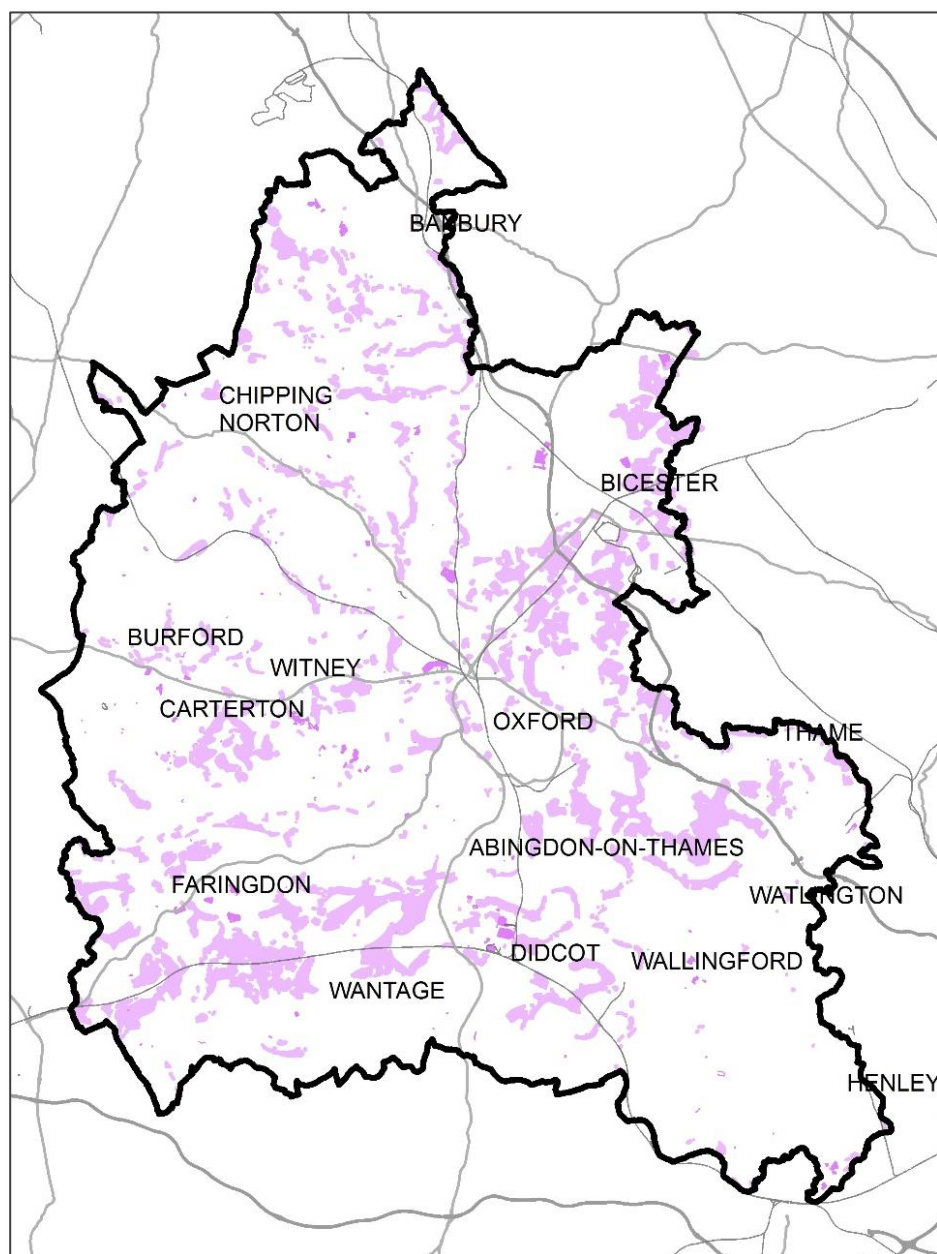 BANBURY
CHIPPING
NORTON
BICESTER
BURFORD
WITNEY
CARTERTON
OXFORD
THAME
ABINGDON-ON-THAMES
FARINGDON
WATLINGTON
DIDCOT
WALLINGFORD
WANTAGE
HENLEY